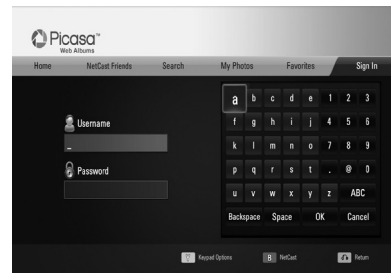 Picasa™
Web Albums
Home NetCast Friends Search My Photos Favorites Sign In
Username
_
Password
a b c d e 1 2 3
f g h i j 4 5 6
k l m n o 7 8 9
p q r s t . @ 0
u v w x y z ABC
Backspace Space OK Cancel
Keypad Options B NetCast Return